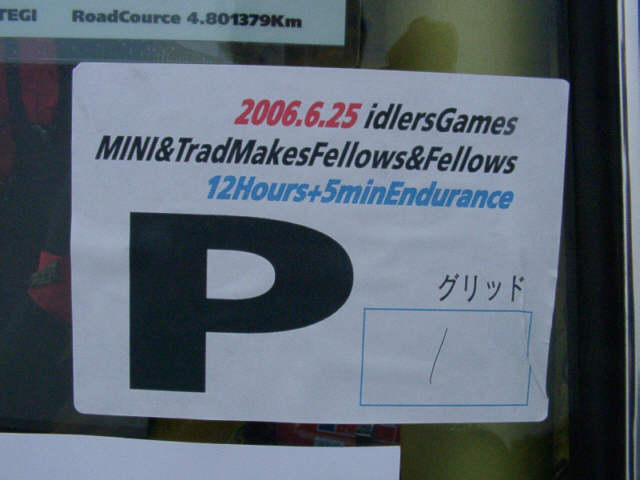 TEGI RoadCource 4.801379Km
2006.6.25 idlersGames
MINI&TradMakesFellows&Fellows
12Hours+5minEndurance
P
グリッド
1